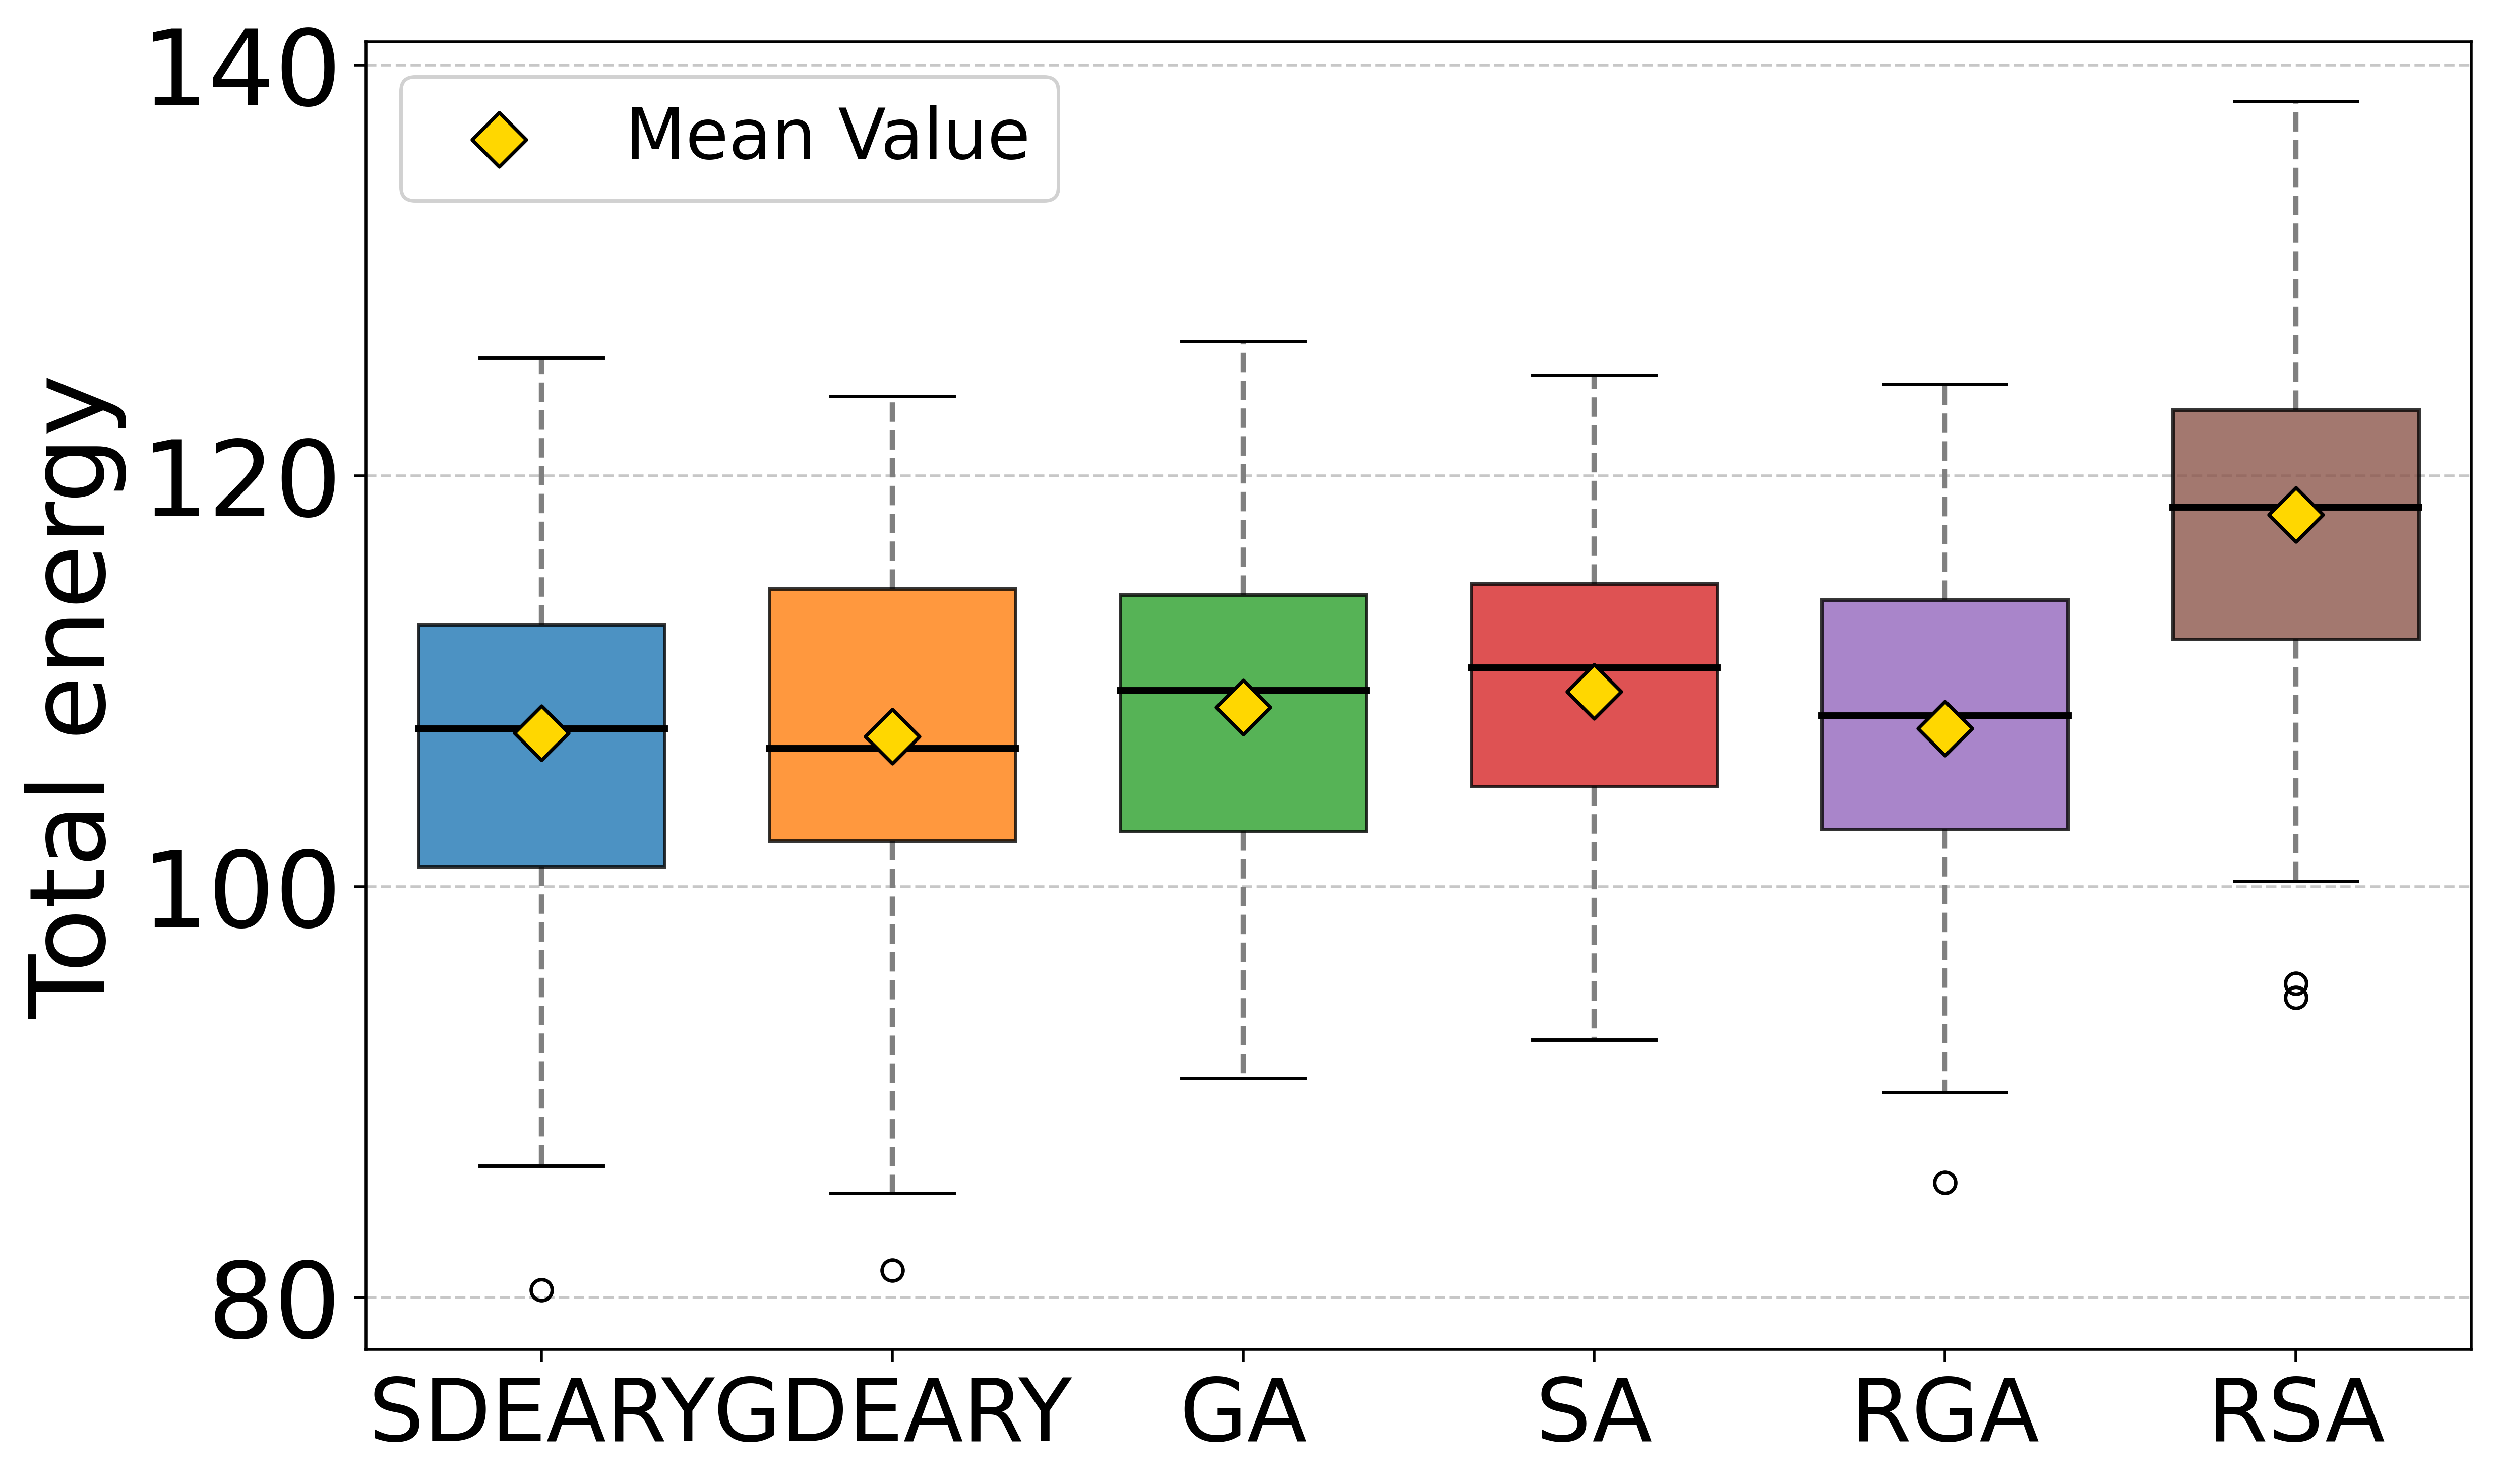 140
120
100
80
Total energy
Mean Value
SDEARY GDEARY GA SA RGA RSA